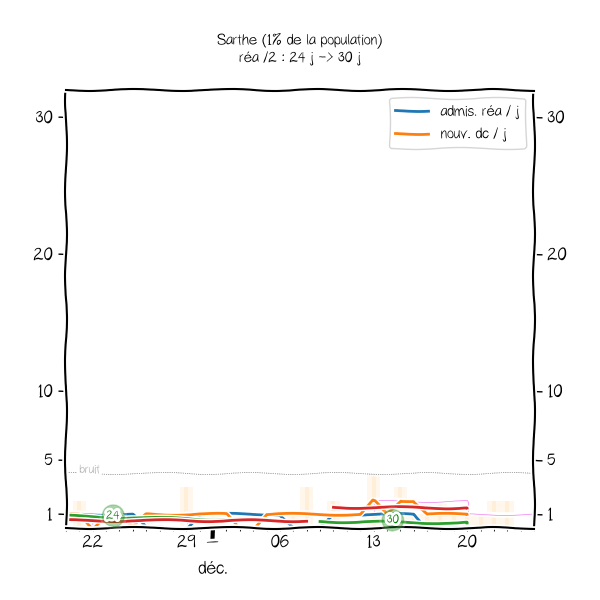 Sarthe (1% de la population)
réa /2 : 24 j -> 30 j
admis. réa / j
nouv. dc / j
30
30
20
20
10
10
5
5
bruit
1
1
24
30
22
29
06
13
20
déc.